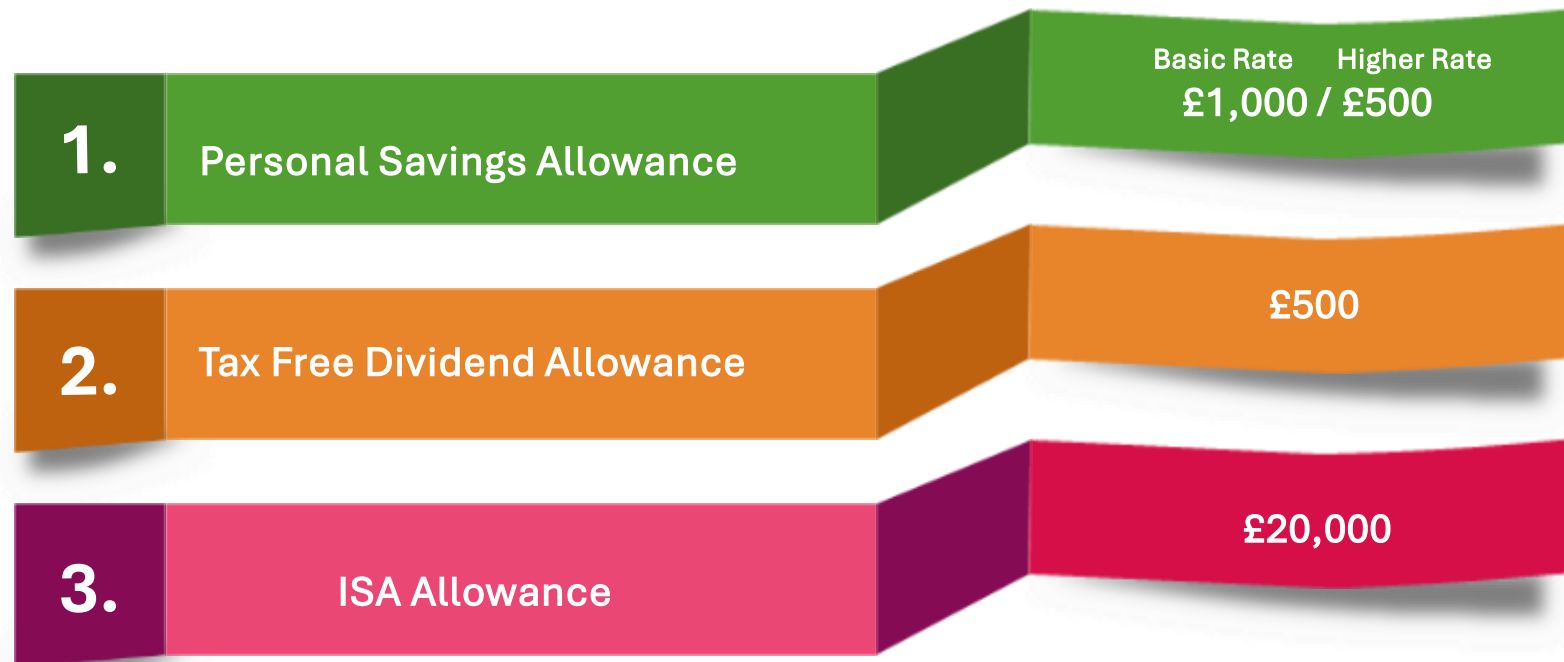 1.
Personal Savings Allowance
Basic Rate Higher Rate
£1,000 / £500
2.
Tax Free Dividend Allowance
£500
3.
ISA Allowance
£20,000